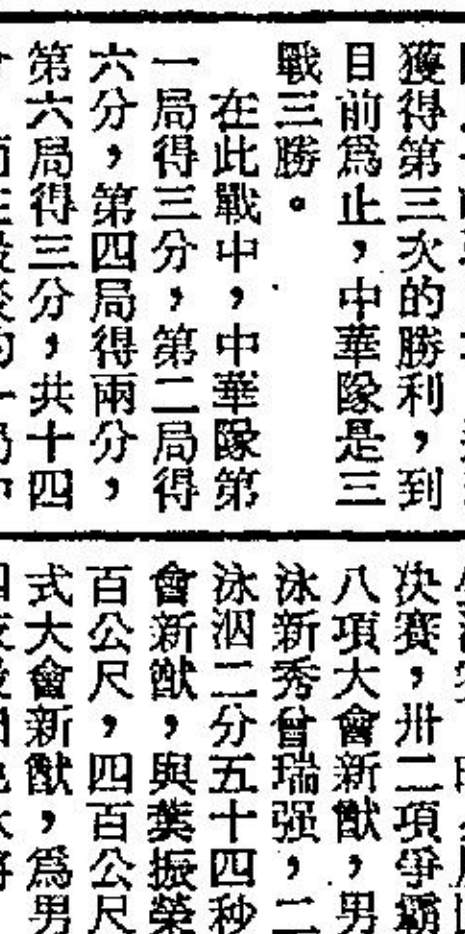 獲得第三次的勝利，到
目前為止，中華隊是三
戰三勝。
在此戰中，中華隊第
一局得三分，第二局得
六分，第四局得兩分，
第六局得三分，共十四
決賽，卅二項爭霸
八項大會新猷，男
泳新秀曾瑞强，二
泳泅二分五十四秒
會新猷，與葉振榮
百公尺，四百公尺
式大會新猷，為男